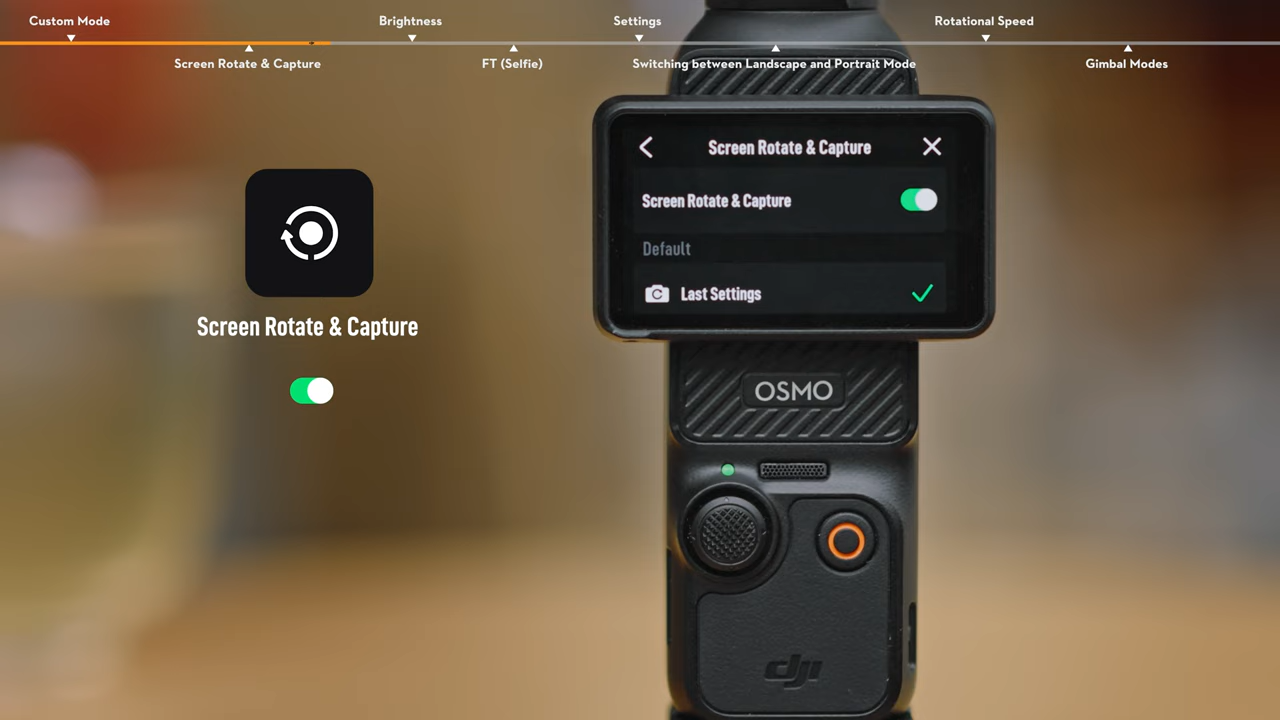 Custom Mode
Brightness
Settings
Rotational Speed
Screen Rotate & Capture
FT (Selfie)
Switching between Landscape and Portrait Mode
Gimbal Modes
Screen Rotate & Capture
Screen Rotate & Capture
Default
Last Settings
Screen Rotate & Capture
OSMO
dji